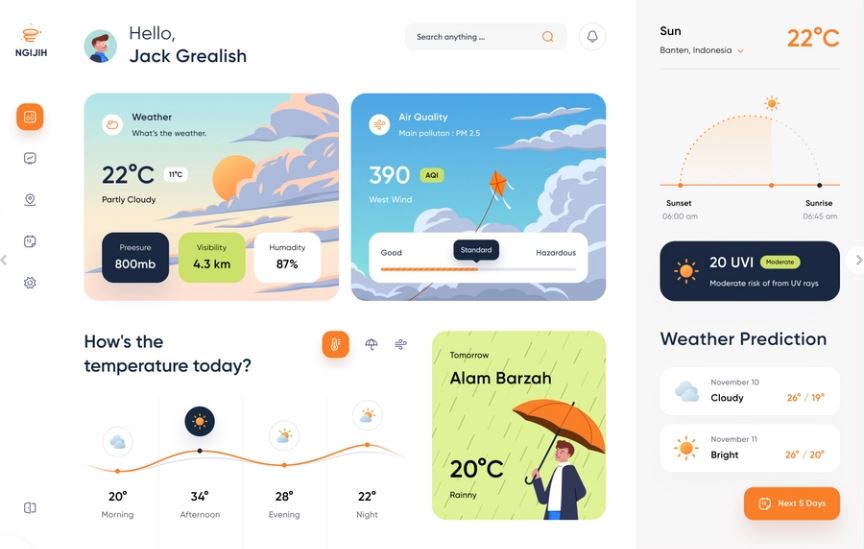 NGIJIH
Hello,
Jack Grealish
Search anything ...
Weather
What's the weather.
22°C
11°C
Partly Cloudy
Preesure
800mb
Visibility
4.3 km
Humadity
87%
Air Quality
Main polluton : PM 2.5
390
AQI
West Wind
Good
Standard
Hazardous
How's the
temperature today?
20°
Morning
34°
Afternoon
28°
Evening
22°
Night
Tomorrow
Alam Barzah
20°C
Rainny
Sun
Banten, Indonesia
22°C
Sunset
06:00 am
Sunrise
06:45 am
20 UVI
Moderate
Moderate risk of from UV rays
Weather Prediction
November 10
Cloudy
26° / 19°
November 11
Bright
26° / 20°
Next 5 Days